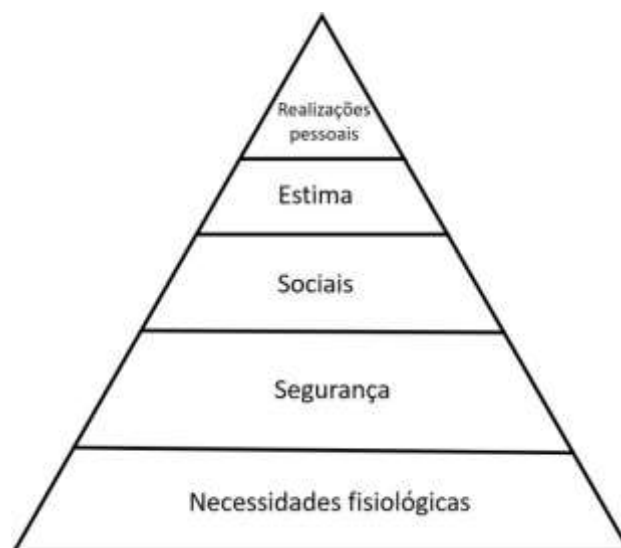 Realizações
pessoais
Estima
Sociais
Segurança
Necessidades fisiológicas